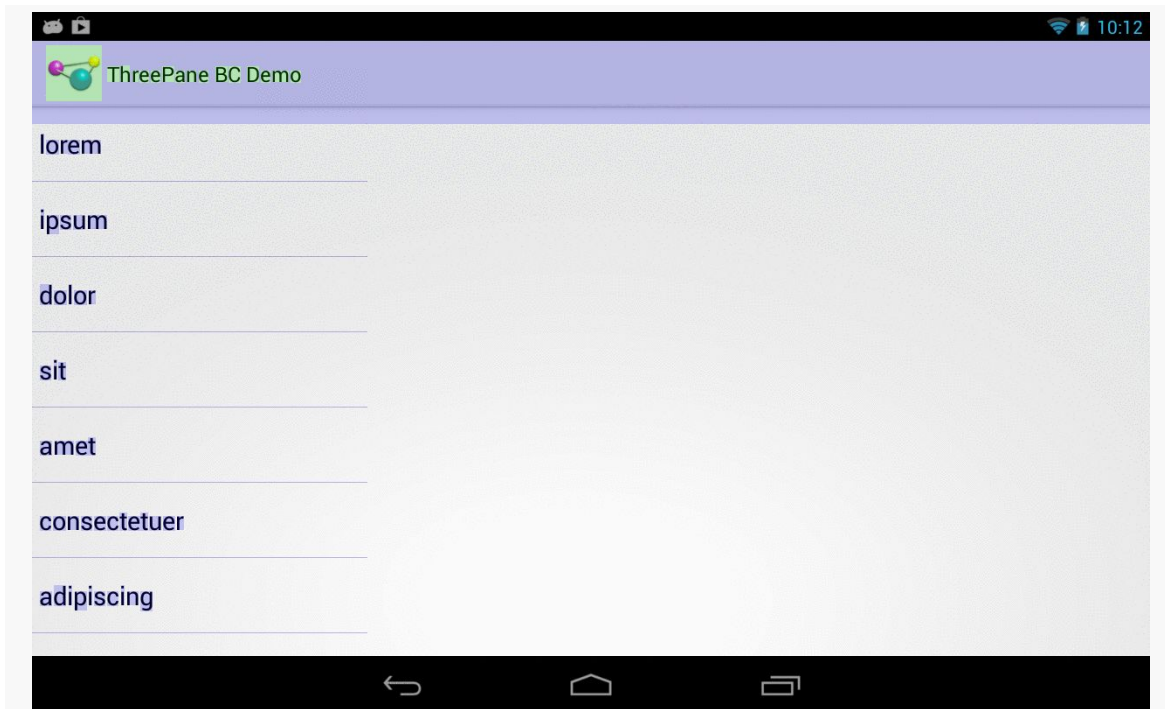 10:12
ThreePane BC Demo
lorem
ipsum
dolor
sit
amet
consectetuer
adipiscing